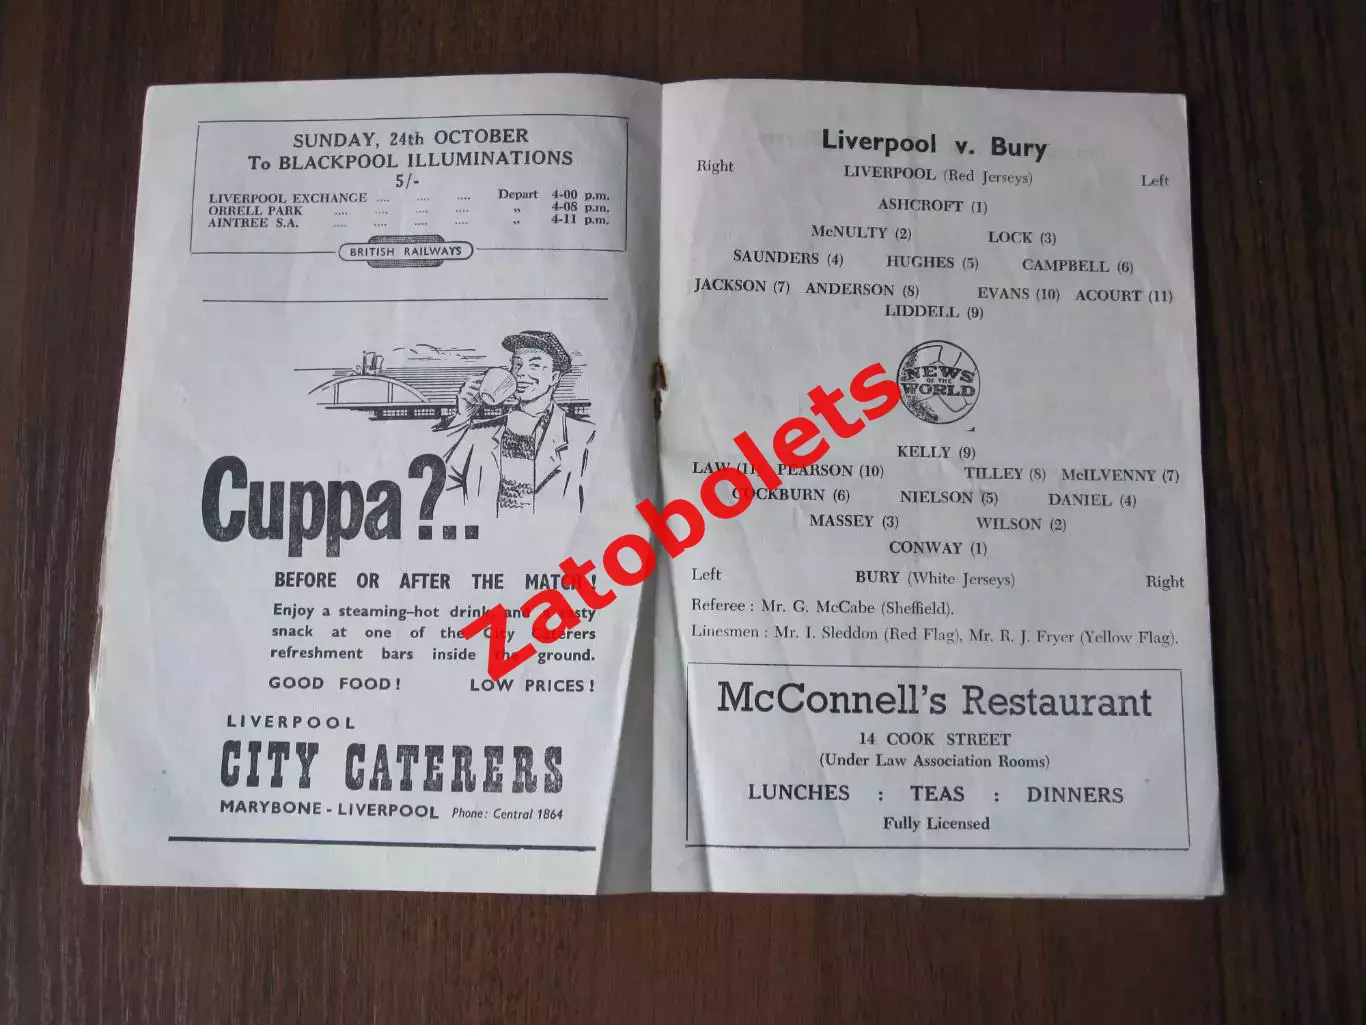 SUNDAY, 24th OCTOBER
To BLACKPOOL ILLUMINATIONS
5/-
LIVERPOOL EXCHANGE .... .... .... Depart 4-00 p.m.
ORRELL PARK .... .... .... „ 4-08 p.m.
AINTREE S.A. .... .... .... „ 4-11 p.m.
BRITISH RAILWAYS
Cuppa?..
BEFORE OR AFTER THE MATCH!
Enjoy a steaming-hot drink, and a tasty
snack at one of the City Caterers
refreshment bars inside the ground.
GOOD FOOD! LOW PRICES!
LIVERPOOL
CITY CATERERS
MARYBONE - LIVERPOOL Phone: Central 1864
Liverpool v. Bury
Right LIVERPOOL (Red Jerseys) Left
ASHCROFT (1)
McNULTY (2) LOCK (3)
SAUNDERS (4) HUGHES (5) CAMPBELL (6)
JACKSON (7) ANDERSON (8) EVANS (10) ACOURT (11)
LIDDELL (9)
NEWS
OF THE
WORLD
KELLY (9)
LAW (11) PEARSON (10) TILLEY (8) McILVENNY (7)
COCKBURN (6) NIELSON (5) DANIEL (4)
MASSEY (3) WILSON (2)
CONWAY (1)
Left BURY (White Jerseys) Right
Referee : Mr. G. McCabe (Sheffield).
Linesmen : Mr. I. Sleddon (Red Flag), Mr. R. J. Fryer (Yellow Flag).
McConnell's Restaurant
14 COOK STREET
(Under Law Association Rooms)
LUNCHES : TEAS : DINNERS
Fully Licensed
Zatobolets